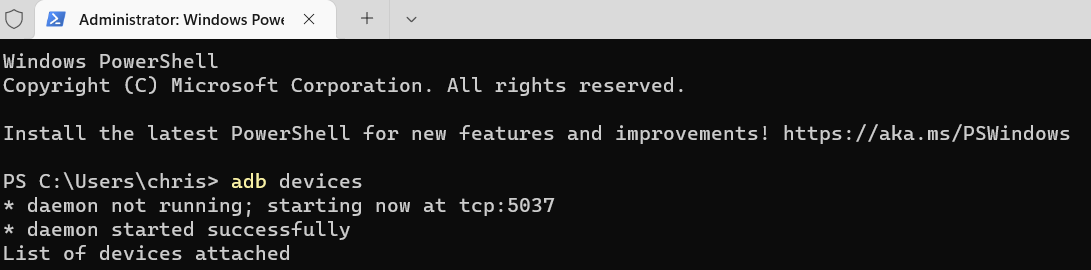 Administrator: Windows Powe
Windows PowerShell
Copyright (C) Microsoft Corporation. All rights reserved.
Install the latest PowerShell for new features and improvements! https://aka.ms/PSWindows
PS C:\Users\chris> adb devices
* daemon not running; starting now at tcp:5037
* daemon started successfully
List of devices attached